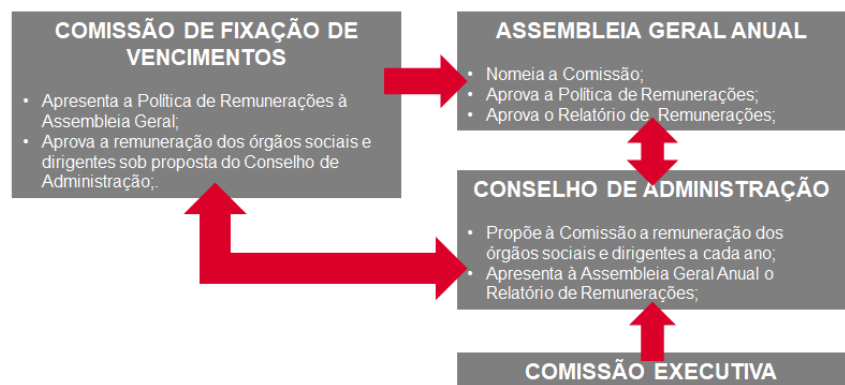 COMISSÃO DE FIXAÇÃO DE
VENCIMENTOS
• Apresenta a Política de Remunerações à
Assembleia Geral;
• Aprova a remuneração dos órgãos sociais e
dirigentes sob proposta do Conselho de
Administração;.
ASSEMBLEIA GERAL ANUAL
• Nomeia a Comissão;
• Aprova a Política de Remunerações;
• Aprova o Relatório de Remunerações;
CONSELHO DE ADMINISTRAÇÃO
• Propõe à Comissão a remuneração dos
órgãos sociais e dirigentes a cada ano;
• Apresenta à Assembleia Geral Anual o
Relatório de Remunerações;
COMISSÃO EXECUTIVA